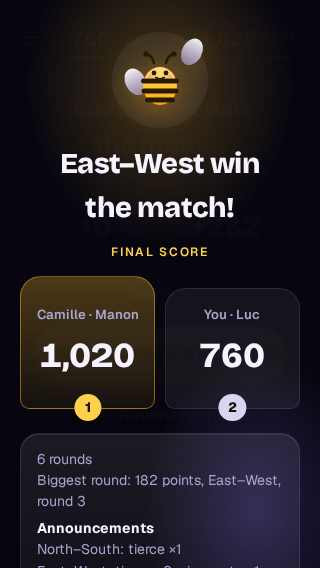 East–West win
the match!
FINAL SCORE
Camille · Manon
1,020
1
You · Luc
760
2
6 rounds
Biggest round: 182 points, East–West,
round 3
Announcements
North–South: tierce ×1